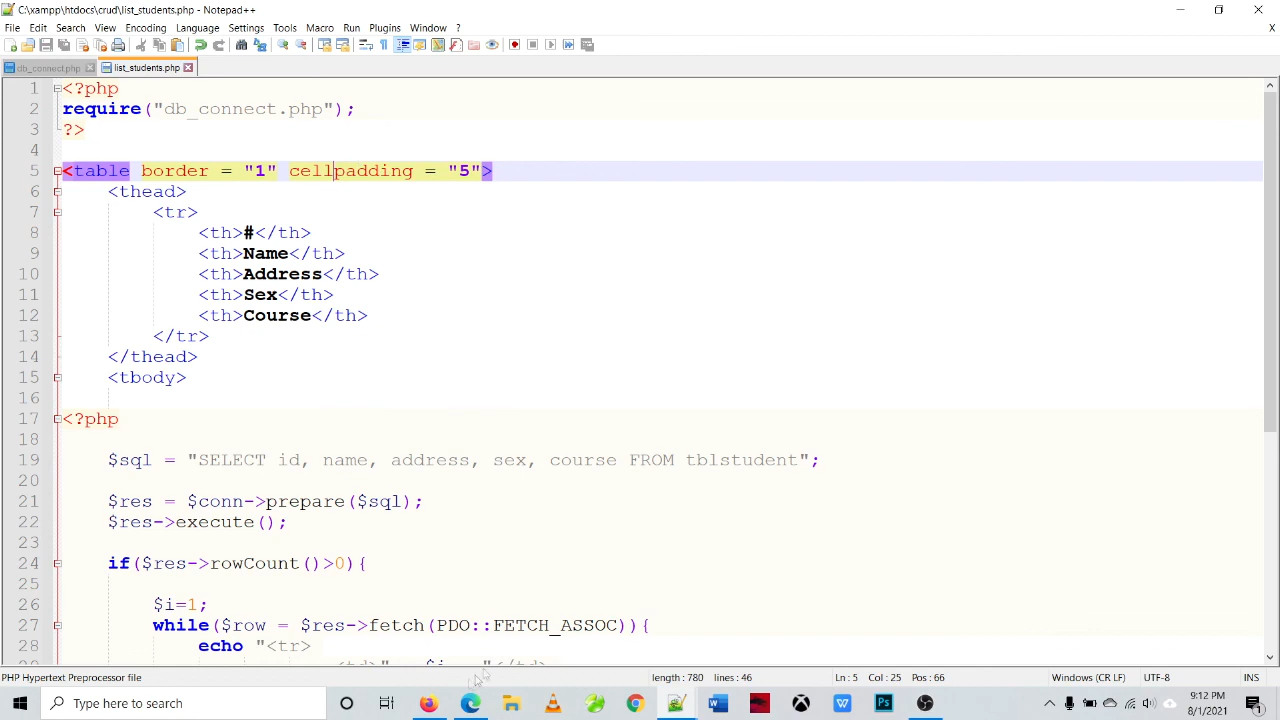 C:\xampp\htdocs\crud\list_students.php - Notepad++
File Edit Search View Encoding Language Settings Tools Macro Run Plugins Window ? X
db_connect.php list_students.php
1 <?php
2 require("db_connect.php");
3 ?>
4
5 <table border = "1" cellpadding = "5">
6 <thead>
7 <tr>
8 <th>#</th>
9 <th>Name</th>
10 <th>Address</th>
11 <th>Sex</th>
12 <th>Course</th>
13 </tr>
14 </thead>
15 <tbody>
16
17 <?php
18
19 $sql = "SELECT id, name, address, sex, course FROM tblstudent";
20
21 $res = $conn->prepare($sql);
22 $res->execute();
23
24 if($res->rowCount()>0){
25
26 $i=1;
27 while($row = $res->fetch(PDO::FETCH_ASSOC)){
28 echo "<tr>
PHP Hypertext Preprocessor file length : 780 lines : 46 Ln : 5 Col : 25 Pos : 66 Windows (CR LF) UTF-8 INS
Type here to search
9:12 PM
8/1/2021